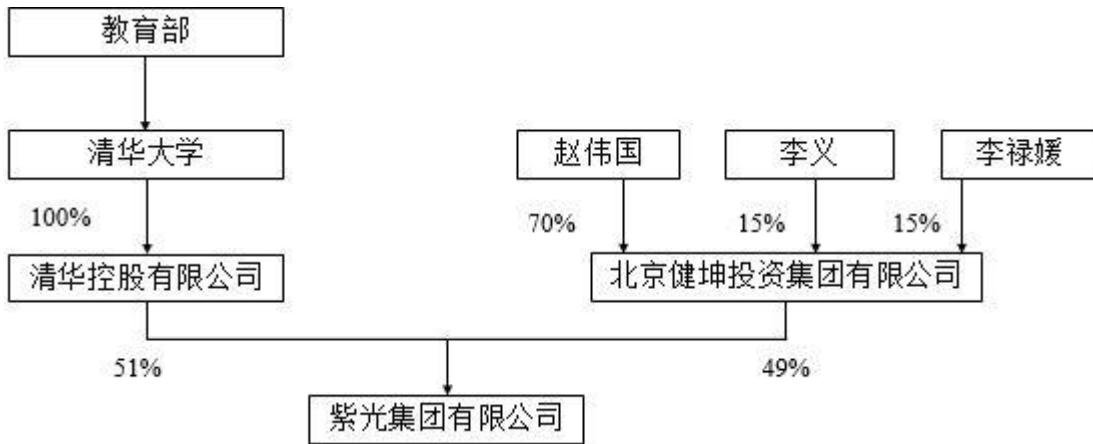 教育部
清华大学
赵伟国
李义
李禄媛
100%
70%
15%
15%
清华控股有限公司
北京健坤投资集团有限公司
51%
49%
紫光集团有限公司